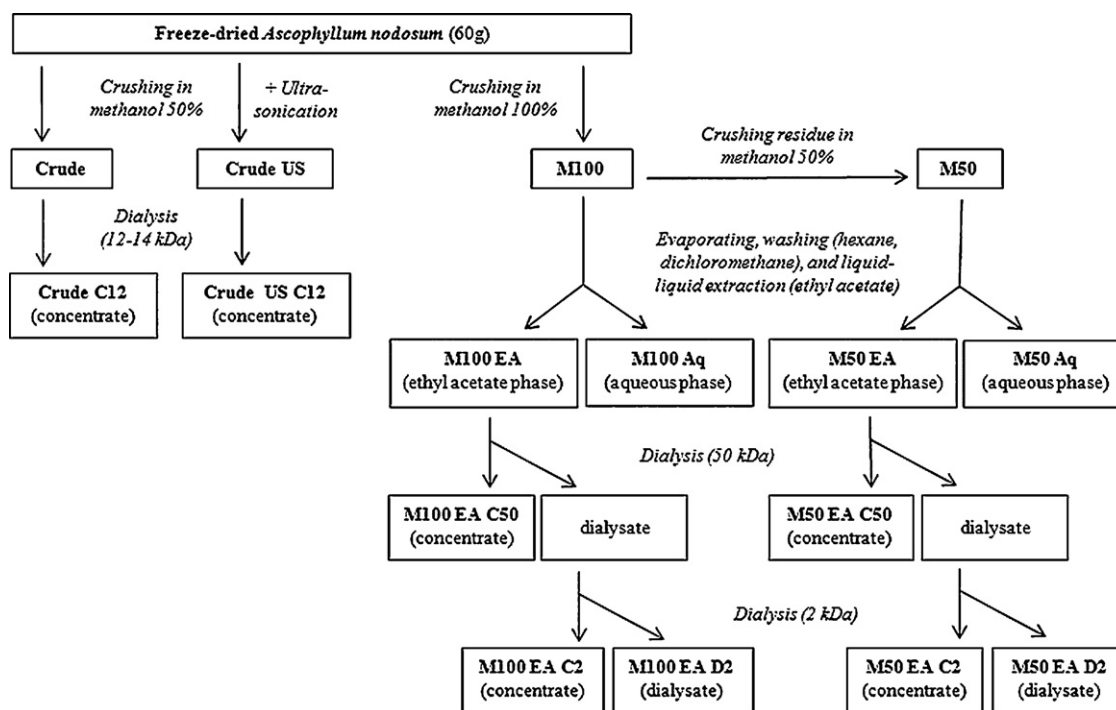 Freeze-dried Ascophyllum nodosum (60g)
Crushing in
methanol 50%
+ Ultra-
sonication
Crushing in
methanol 100%
Crushing residue in
methanol 50%
Crude
Crude US
M100
M50
Dialysis
(12-14 kDa)
Evaporating, washing (hexane,
dichloromethane), and liquid-
liquid extraction (ethyl acetate)
Crude C12
(concentrate)
Crude US C12
(concentrate)
M100 EA
(ethyl acetate phase)
M100 Aq
(aqueous phase)
M50 EA
(ethyl acetate phase)
M50 Aq
(aqueous phase)
Dialysis (50 kDa)
M100 EA C50
(concentrate)
dialysate
M50 EA C50
(concentrate)
dialysate
Dialysis (2 kDa)
M100 EA C2
(concentrate)
M100 EA D2
(dialysate)
M50 EA C2
(concentrate)
M50 EA D2
(dialysate)